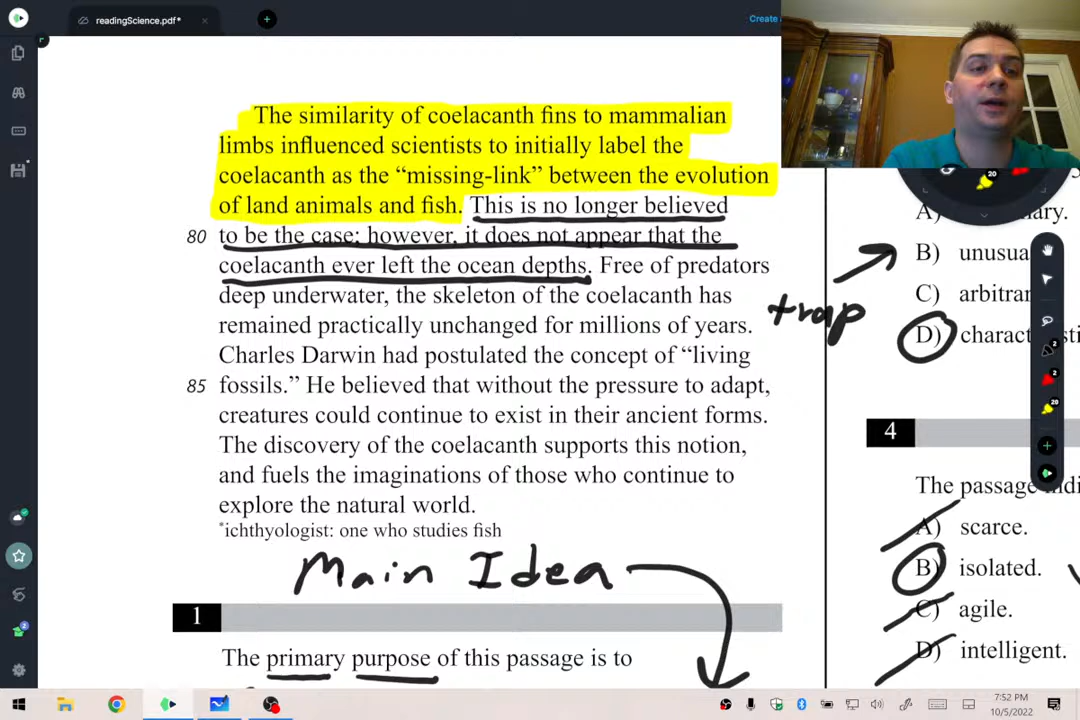 readingScience.pdf*
Create
The similarity of coelacanth fins to mammalian
limbs influenced scientists to initially label the
coelacanth as the “missing-link” between the evolution
of land animals and fish. This is no longer believed
80 to be the case; however, it does not appear that the
coelacanth ever left the ocean depths. Free of predators
deep underwater, the skeleton of the coelacanth has
remained practically unchanged for millions of years.
Charles Darwin had postulated the concept of “living
85 fossils.” He believed that without the pressure to adapt,
creatures could continue to exist in their ancient forms.
The discovery of the coelacanth supports this notion,
and fuels the imaginations of those who continue to
explore the natural world.
*ichthyologist: one who studies fish
Main Idea
1
The primary purpose of this passage is to
trap
A)
B)
C)
D)
4
The passage
A) scarce.
B) isolated.
C) agile.
D) intelligent.
20
2
2
20
2
7:52 PM
10/5/2022